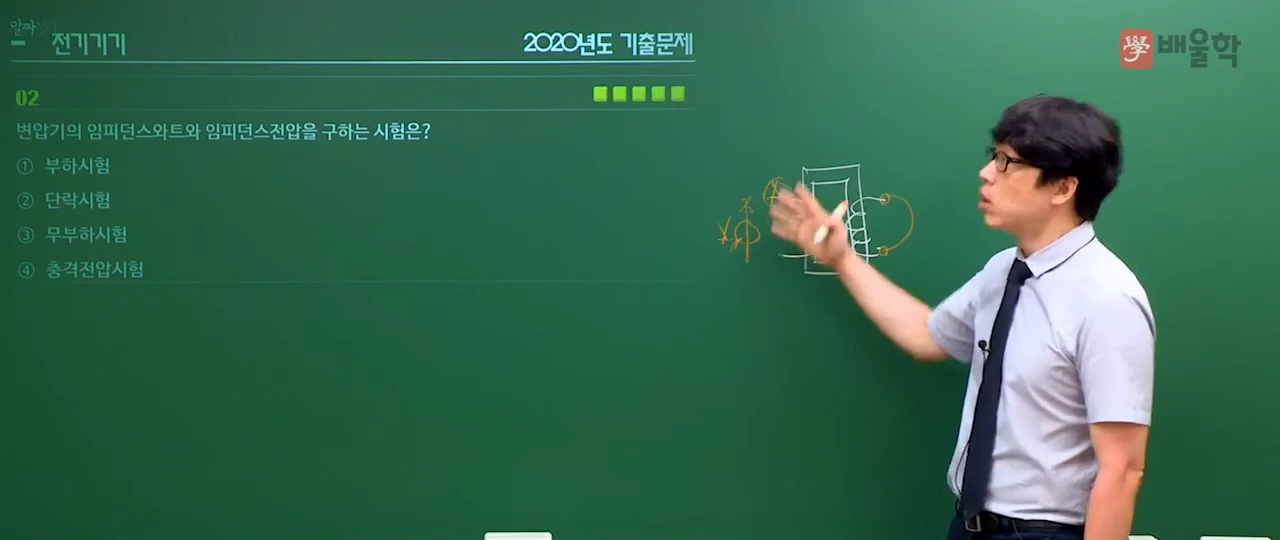 알짜
전기기기
2020년도 기출문제
學 배울학
02
변압기의 임피던스와트와 임피던스전압을 구하는 시험은?
① 부하시험
② 단락시험
③ 무부하시험
④ 충격전압시험